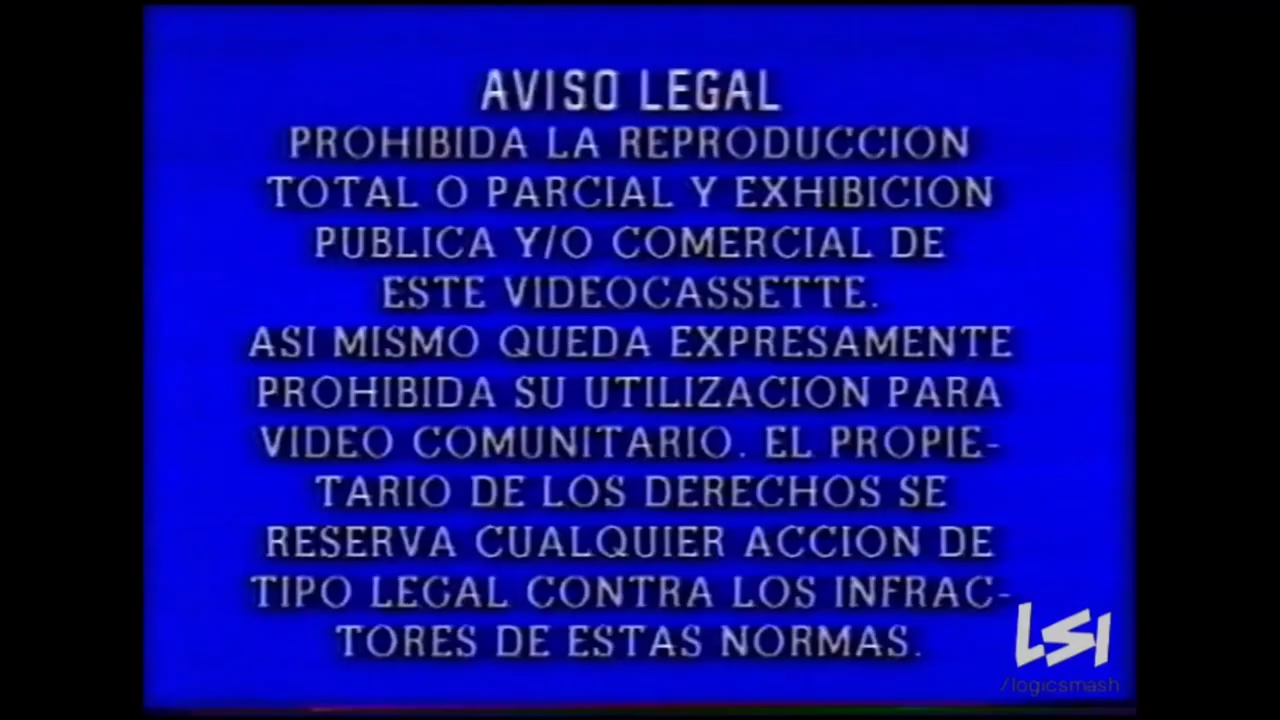 AVISO LEGAL
PROHIBIDA LA REPRODUCCION
TOTAL O PARCIAL Y EXHIBICION
PUBLICA Y/O COMERCIAL DE
ESTE VIDEOCASSETTE.
ASI MISMO QUEDA EXPRESAMENTE
PROHIBIDA SU UTILIZACION PARA
VIDEO COMUNITARIO. EL PROPIE-
TARIO DE LOS DERECHOS SE
RESERVA CUALQUIER ACCION DE
TIPO LEGAL CONTRA LOS INFRAC-
TORES DE ESTAS NORMAS.
LSI
/logicsmash